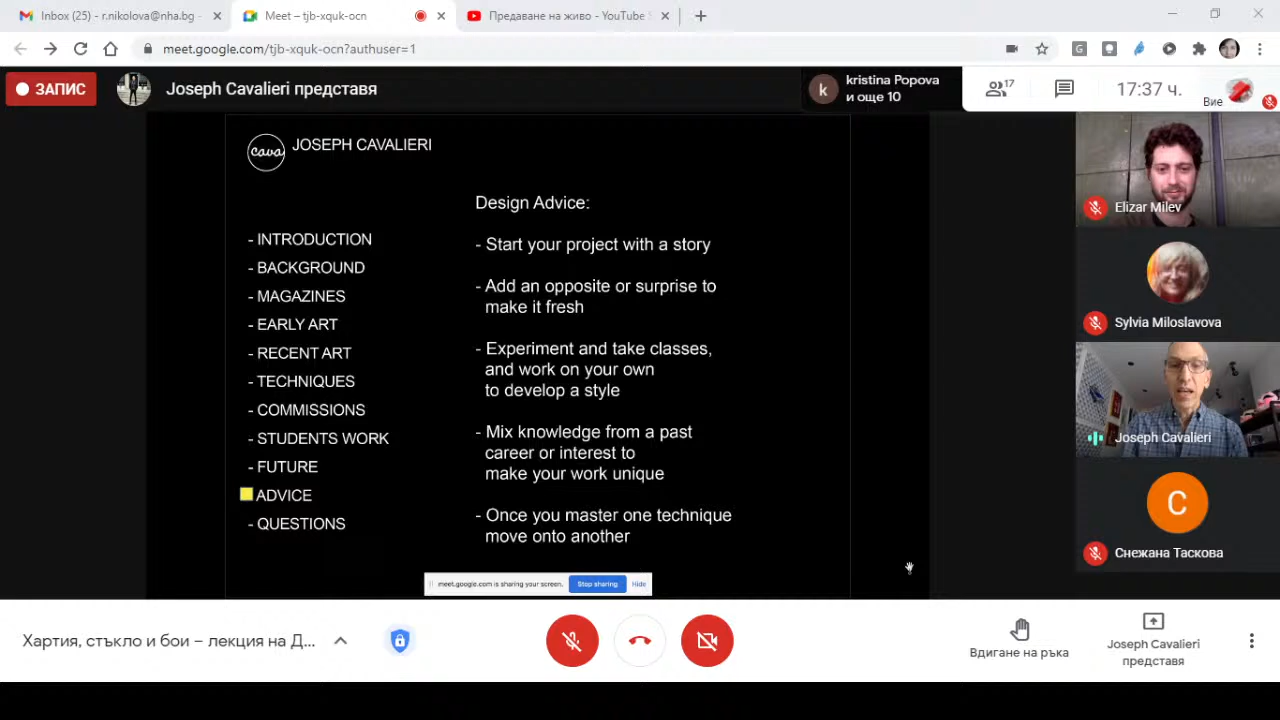 Inbox (25) - r.nikolova@nha.bg -
Meet – tjb-xquk-ocn
Предаване на живо - YouTube S
meet.google.com/tjb-xquk-ocn?authuser=1
ЗАПИС
Joseph Cavalieri представя
k
kristina Popova
и още 10
17
17:37 ч.
Вие
cava
JOSEPH CAVALIERI
- INTRODUCTION
- BACKGROUND
- MAGAZINES
- EARLY ART
- RECENT ART
- TECHNIQUES
- COMMISSIONS
- STUDENTS WORK
- FUTURE
ADVICE
- QUESTIONS
Design Advice:
- Start your project with a story
- Add an opposite or surprise to
make it fresh
- Experiment and take classes,
and work on your own
to develop a style
- Mix knowledge from a past
career or interest to
make your work unique
- Once you master one technique
move onto another
meet.google.com is sharing your screen.
Stop sharing
Hide
Elizar Milev
Sylvia Miloslavova
Joseph Cavalieri
C
Снежана Таскова
Хартия, стъкло и бои – лекция на Д...
Вдигане на ръка
Joseph Cavalieri
представя